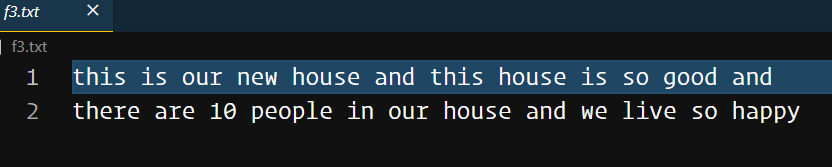 f3.txt
f3.txt
1 this is our new house and this house is so good and
2 there are 10 people in our house and we live so happy